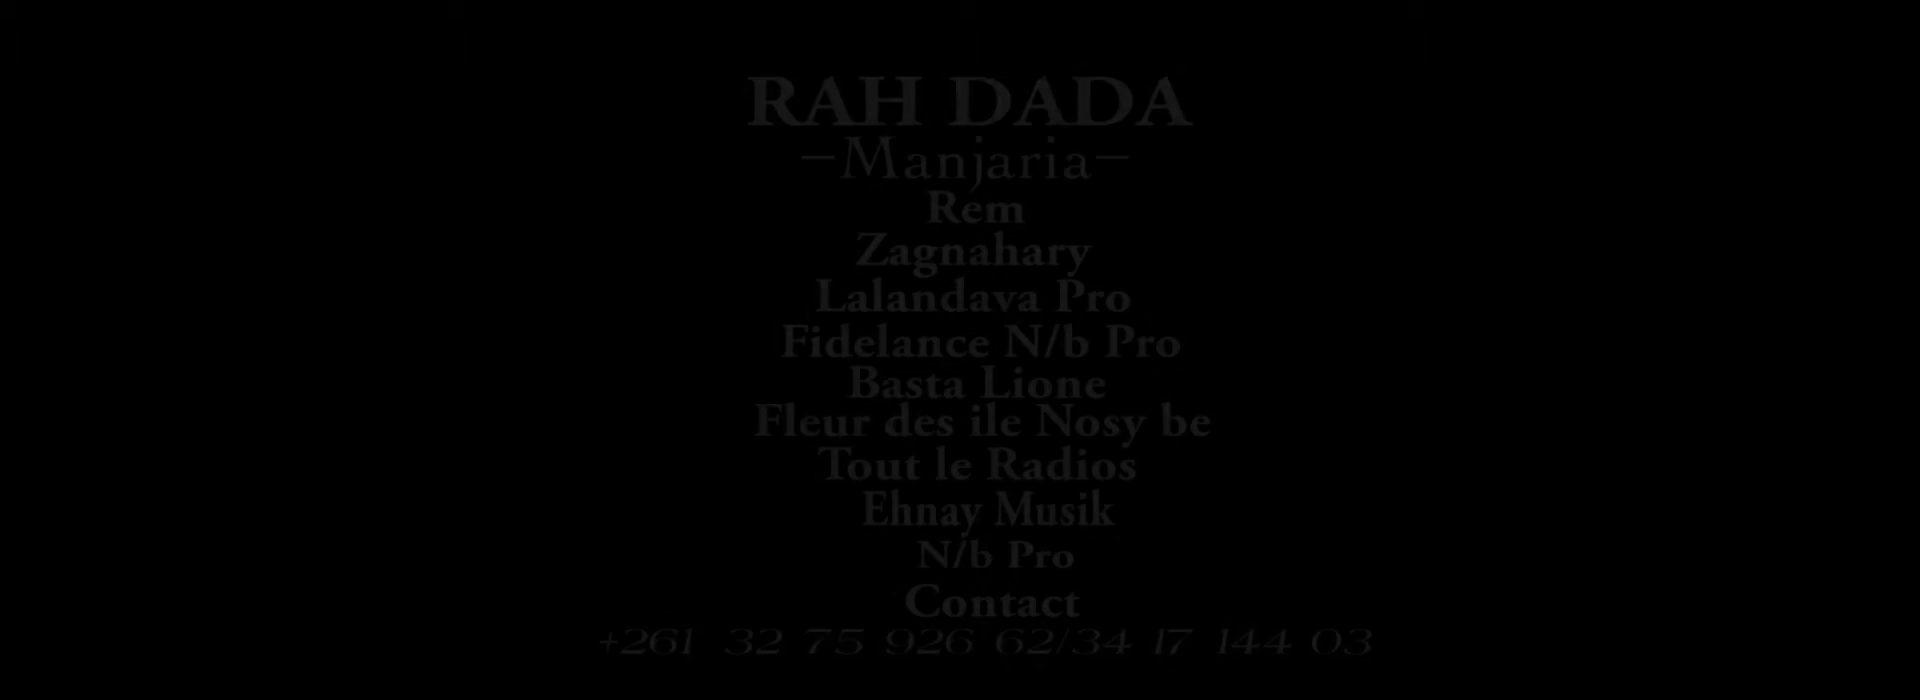 RAH DADA
–Manjaria–
Rem
Zagnahary
Lalandava Pro
Fidelance N/b Pro
Basta Lione
Fleur des ile Nosy be
Tout le Radios
Ehnay Musik
N/b Pro
Contact
+261 32 75 926 62/34 17 144 03